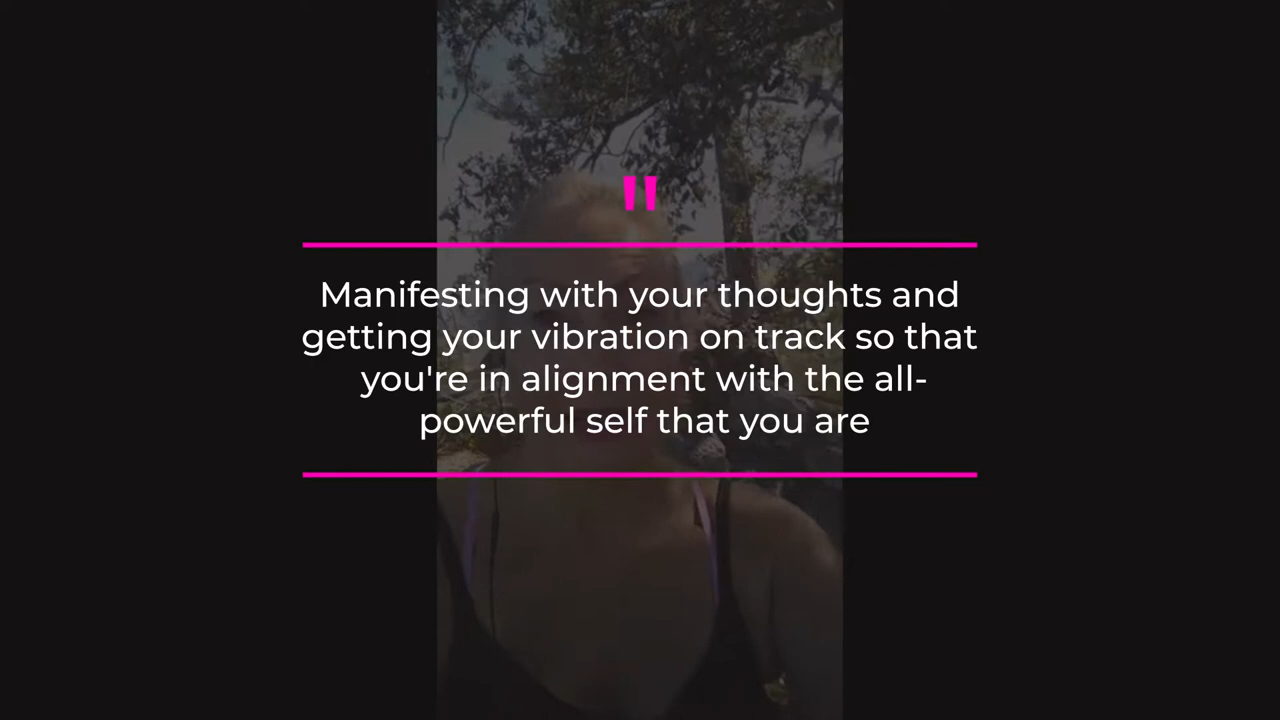 "
Manifesting with your thoughts and
getting your vibration on track so that
you're in alignment with the all-
powerful self that you are